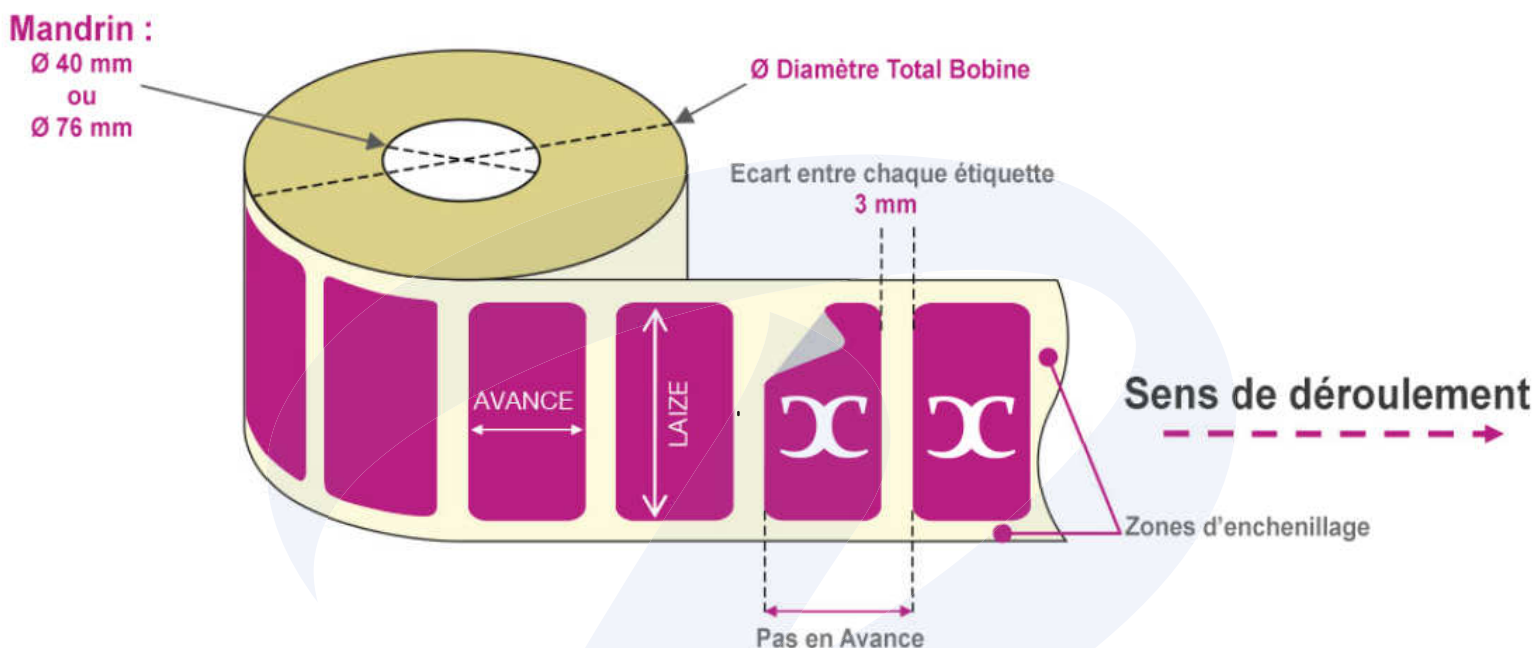 Mandrin :
Ø 40 mm
ou
Ø 76 mm
Ø Diamètre Total Bobine
Ecart entre chaque étiquette
3 mm
AVANCE
LAIZE
Sens de déroulement
Zones d'enchenillage
Pas en Avance